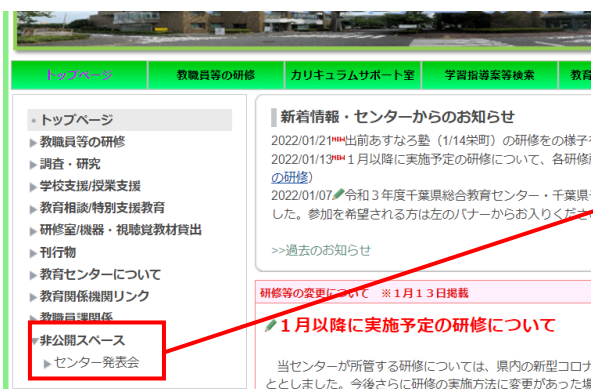 トップページ 教職員等の研修 カリキュラムサポート室 学習指導案等検索 教育
トップページ
教職員等の研修
調査・研究
学校支援/授業支援
教育相談/特別支援教育
研修室/機器・視聴覚教材貸出
刊行物
教育センターについて
教育関係機関リンク
教職員課関係
非公開スペース
センター発表会
新着情報・センターからのお知らせ
2022/01/21 出前あすなろ塾（1/14栄町）の研修をの様子を
2022/01/13 １月以降に実施予定の研修について、各研修
の研修）
2022/01/07 令和３年度千葉県総合教育センター・千葉県
した。参加を希望される方は左のバナーからお入りくださ
>>過去のお知らせ
研修等の変更について ※１月１３日掲載
１月以降に実施予定の研修について
当センターが所管する研修については、県内の新型コロナ
ととしました。今後さらに研修の実施方法に変更があった場